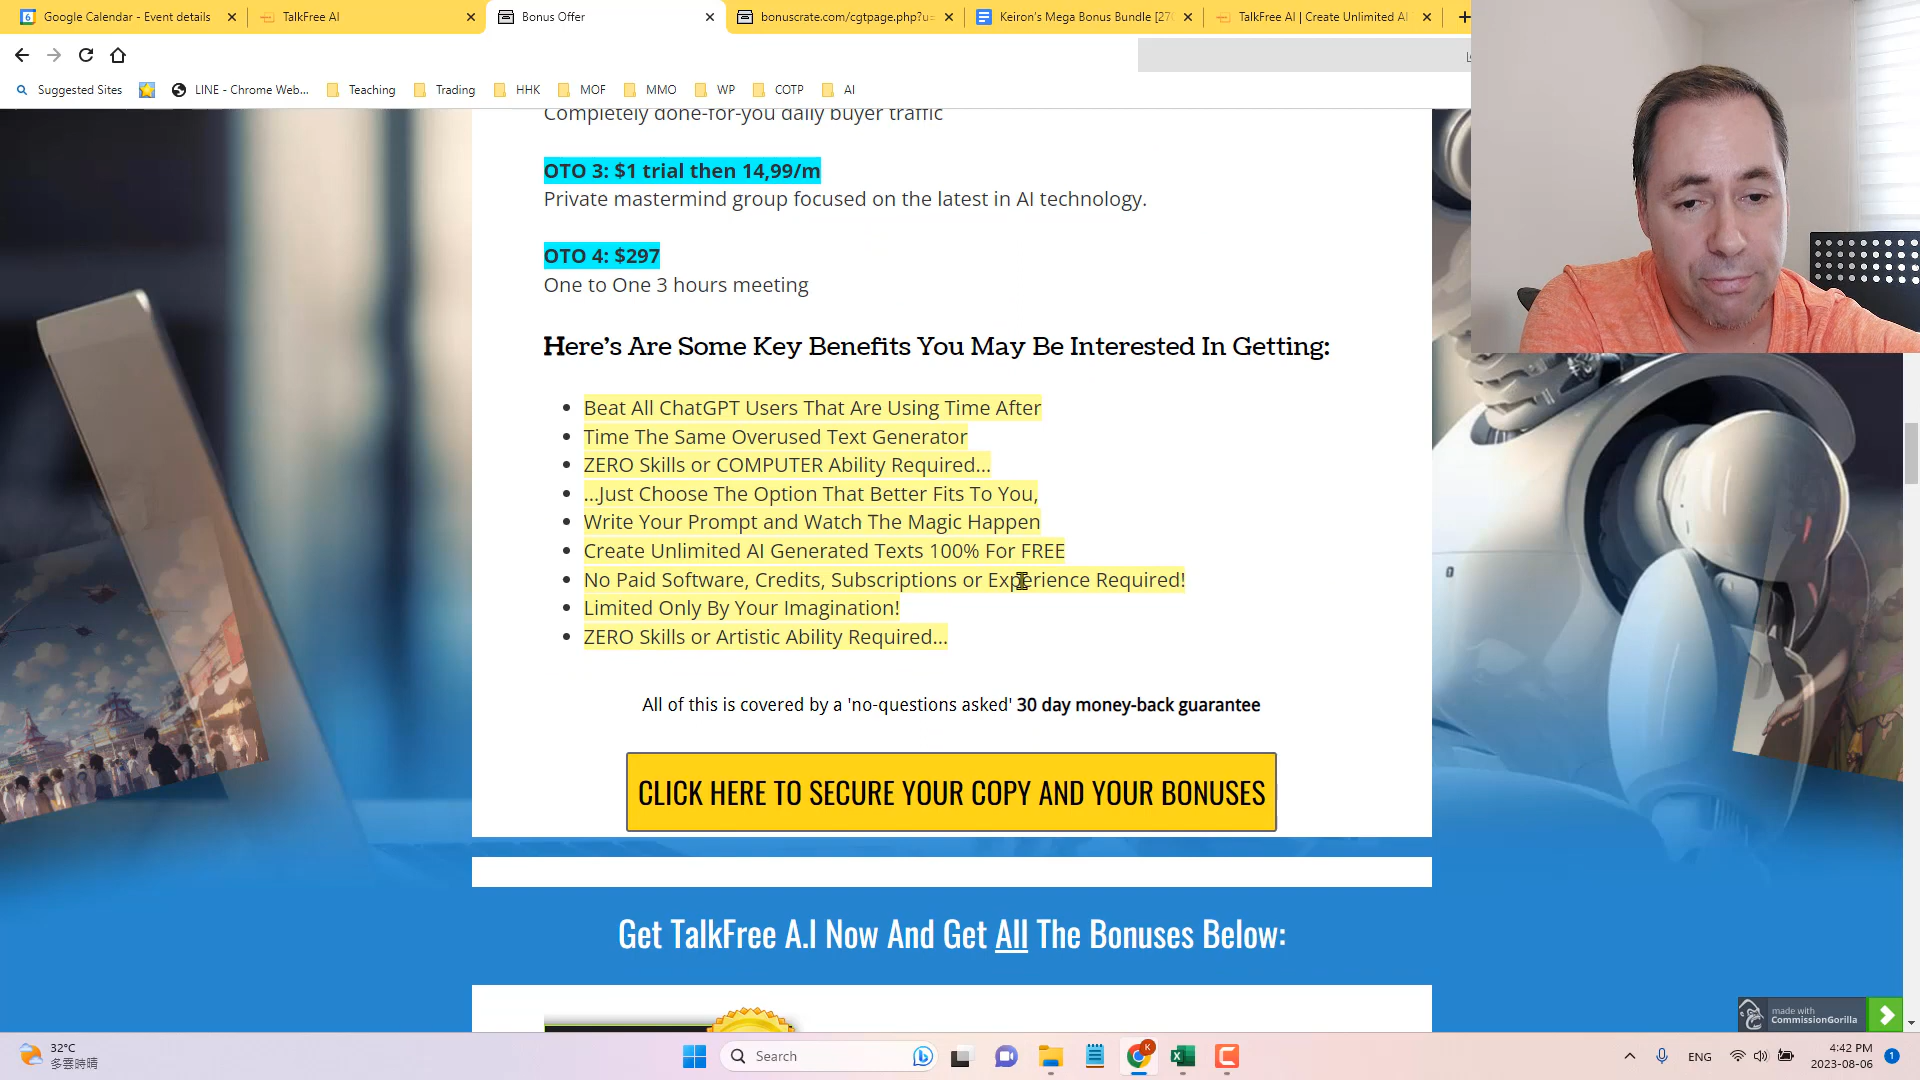 Google Calendar - Event details
TalkFree AI
Bonus Offer
bonuscrate.com/cgtpage.php?u=
Keiron's Mega Bonus Bundle [270
TalkFree AI | Create Unlimited AI
Suggested Sites
LINE - Chrome Web...
Teaching
Trading
HHK
MOF
MMO
WP
COTP
AI
Completely done-for-you daily buyer traffic
OTO 3: $1 trial then 14,99/m
Private mastermind group focused on the latest in AI technology.
OTO 4: $297
One to One 3 hours meeting
Here's Are Some Key Benefits You May Be Interested In Getting:
Beat All ChatGPT Users That Are Using Time After
Time The Same Overused Text Generator
ZERO Skills or COMPUTER Ability Required...
...Just Choose The Option That Better Fits To You,
Write Your Prompt and Watch The Magic Happen
Create Unlimited AI Generated Texts 100% For FREE
No Paid Software, Credits, Subscriptions or Experience Required!
Limited Only By Your Imagination!
ZERO Skills or Artistic Ability Required...
All of this is covered by a 'no-questions asked' 30 day money-back guarantee
CLICK HERE TO SECURE YOUR COPY AND YOUR BONUSES
Get TalkFree A.I Now And Get All The Bonuses Below:
made with
CommissionGorilla
32°C
多雲時晴
Search
K
ENG
4:42 PM
2023-08-06
1